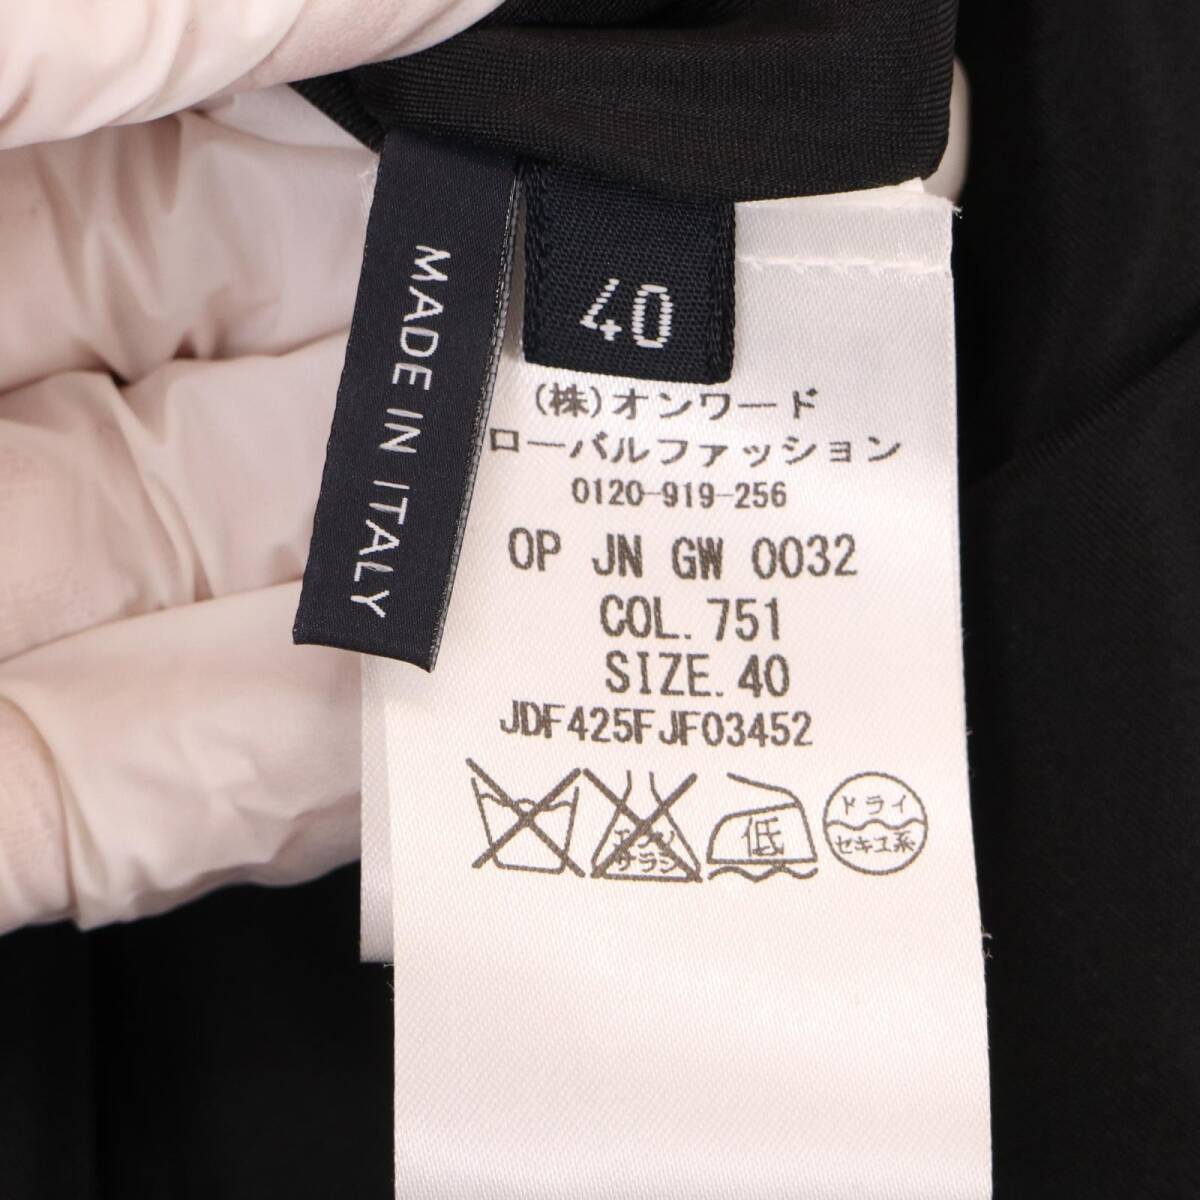 MADE IN ITALY
40
(株)オンワード
ローバルファッション
0120-919-256
OP JN GW 0032
COL. 751
SIZE. 40
JDF425FJF03452
エンソ
サラシ
低
ドライ
セキユ系